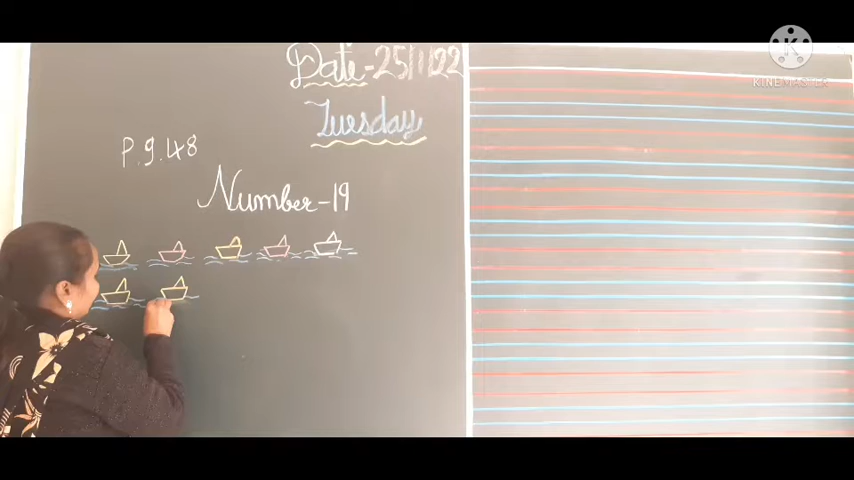 Date-25/1/22
Tuesday
P.g.48
Number-19
K
KINEMASTER